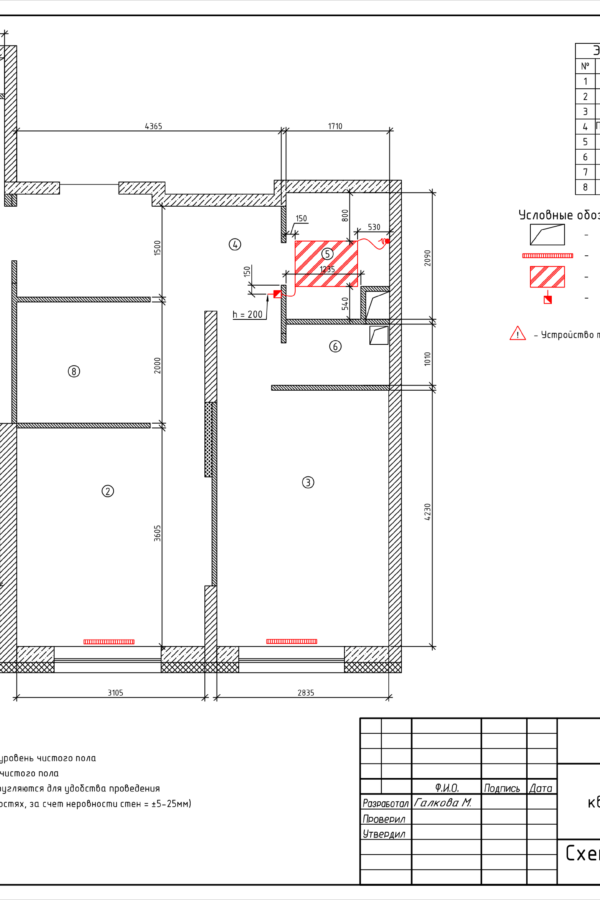 4365
1710
Э
№
1
2
3
4 П
5
6
7
8
Условные обоз
-
-
-
-
- Устройство т
150
800
530
4
5
1500
2090
1235
150
540
h = 200
6
1010
2000
8
2
3
3605
4230
3105
2835
уровень чистого пола
чистого пола
угляются для удобства проведения
остях, за счет неровности стен = ±5-25мм)
Ф.И.О. Подпись Дата
Разработал Галкова М.
Проверил
Утвердил
кв
Схе